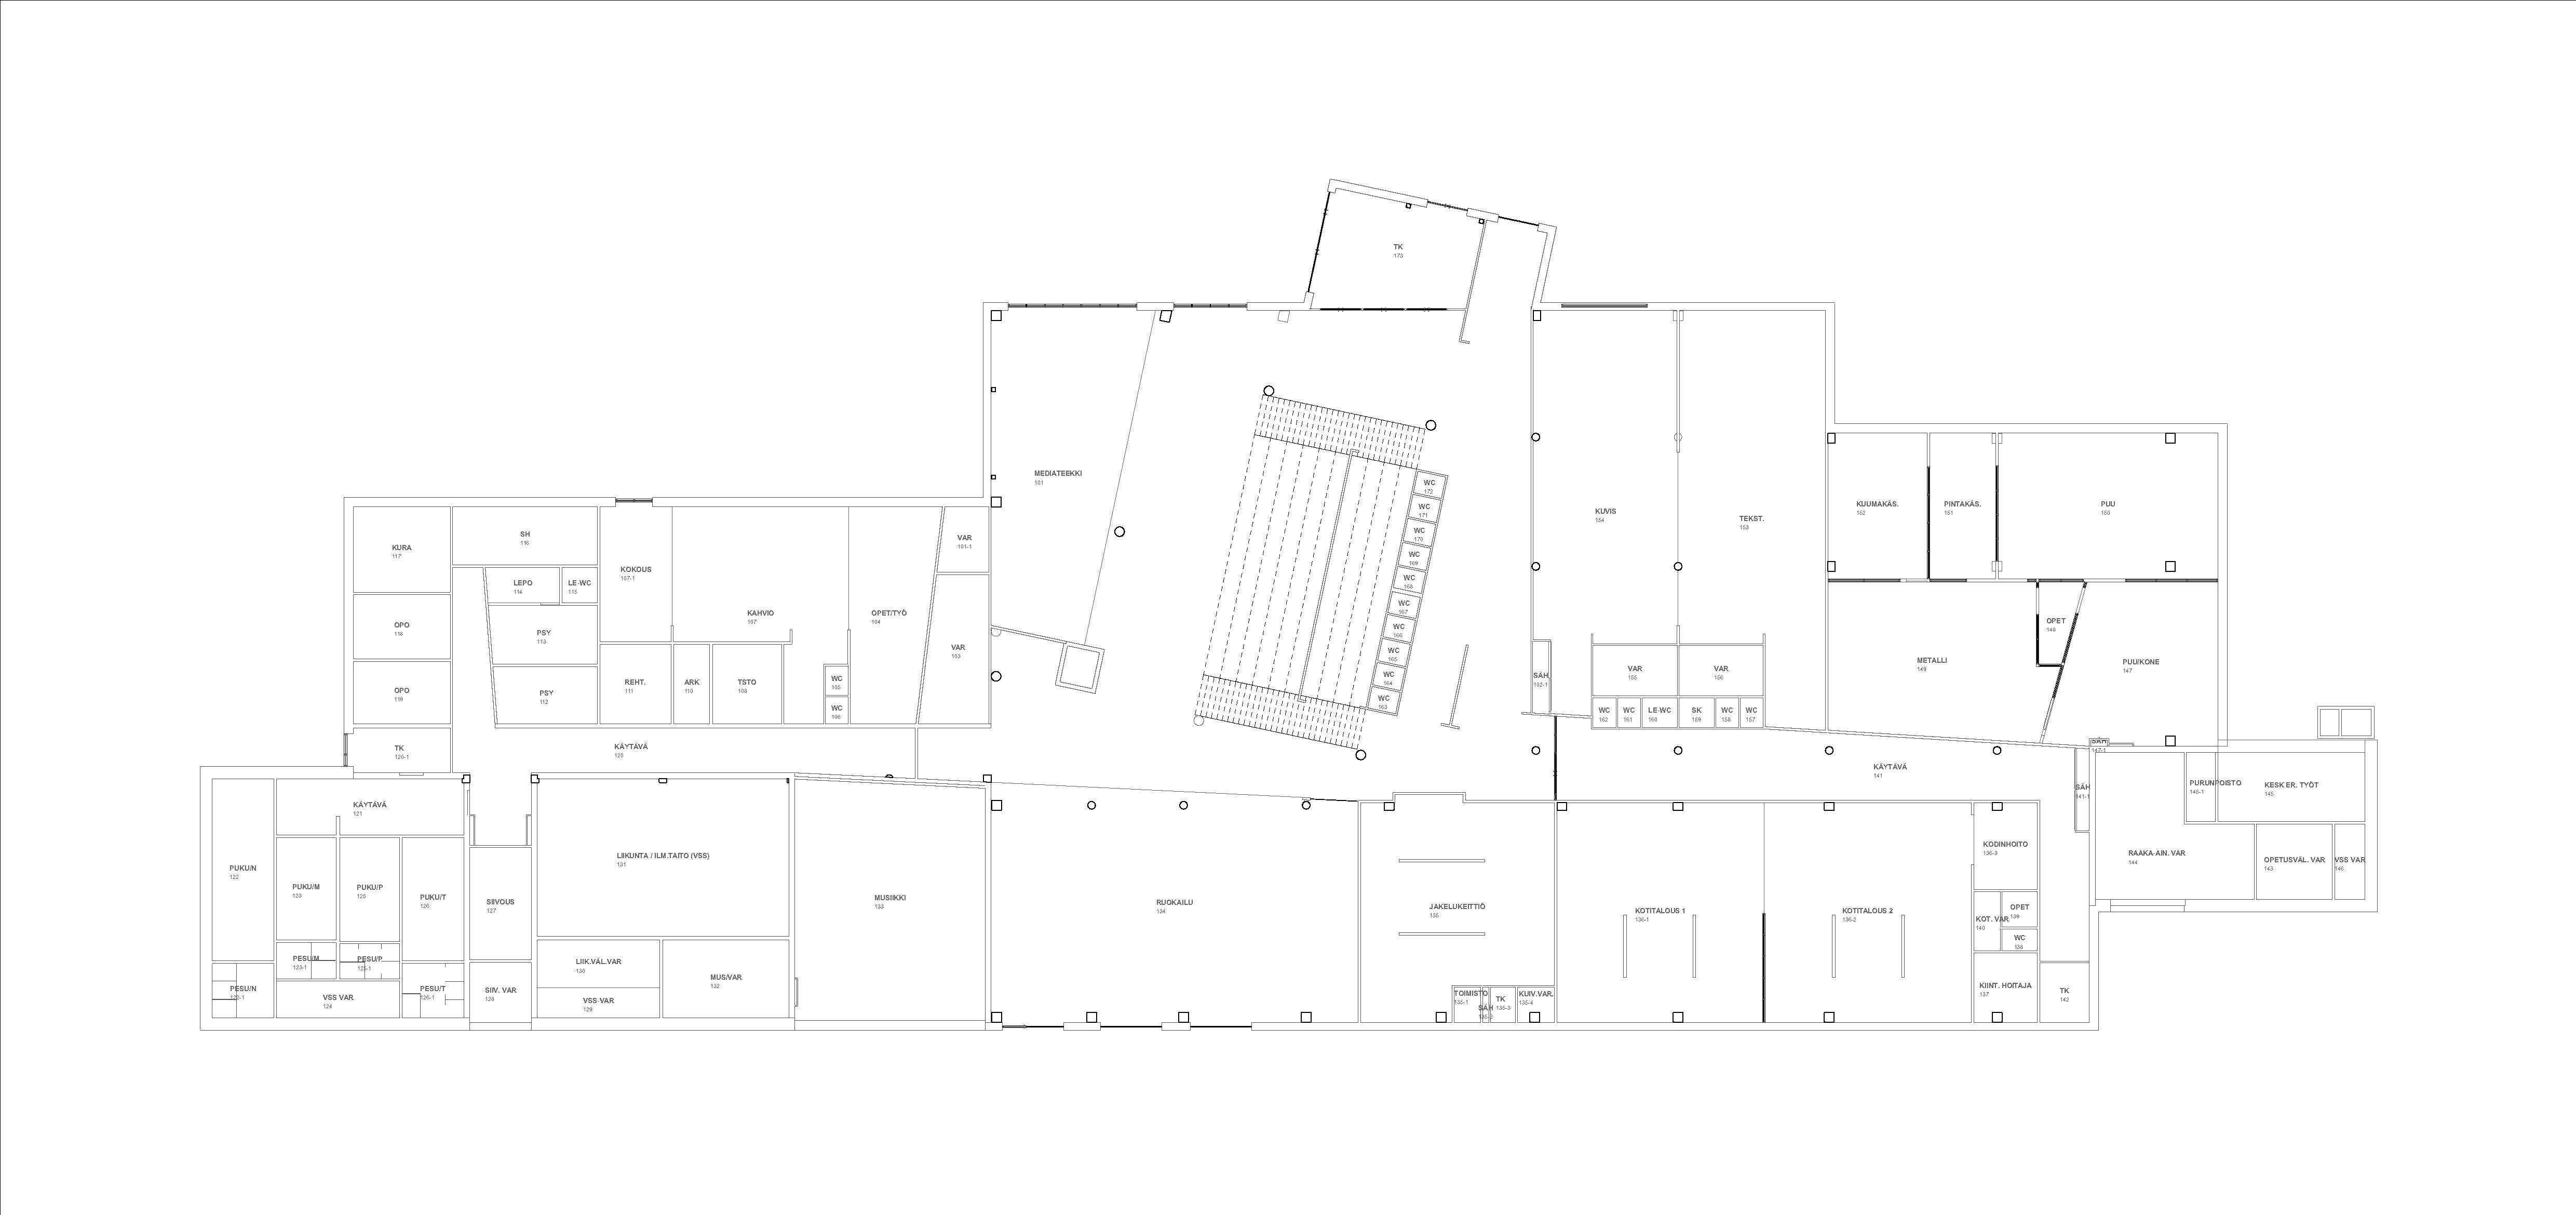 TK
173
MEDIATEEKKI
101
WC
172
WC
171
WC
170
WC
169
WC
168
WC
167
WC
166
WC
165
WC
164
WC
163
KUVIS
154
TEKST.
153
KUUMAKÄS.
152
PINTAKÄS.
151
PUU
150
KURA
117
SH
116
LEPO
114
LE-WC
115
KOKOUS
107-1
KAHVIO
107
OPET/TYÖ
104
VAR
101-1
OPO
118
PSY
113
VAR
103
OPO
119
PSY
112
REHT.
111
ARK
110
TSTO
108
WC
105
WC
106
SÄH
102-1
VAR
155
VAR
156
WC
162
WC
161
LE-WC
160
SK
159
WC
158
WC
157
METALLI
149
OPET
148
PUU/KONE
147
TK
120-1
KÄYTÄVÄ
120
KÄYTÄVÄ
141
SÄH
147-1
SÄH
141-1
PURUNPOISTO
145-1
KESK ER. TYÖT
145
KÄYTÄVÄ
121
PUKU/N
122
PUKU/M
123
PUKU/P
125
PUKU/T
126
SIIVOUS
127
LIIKUNTA / ILM.TAITO (VSS)
131
MUSIIKKI
133
RUOKAILU
134
JAKELUKEITTIÖ
135
KOTITALOUS 1
136-1
KOTITALOUS 2
136-2
KODINHOITO
136-3
RAAKA-AIN. VAR
144
OPETUSVÄL. VAR
143
VSS VAR
146
KOT. VAR
140
OPET
139
WC
138
PESU/N
122-1
PESU/M
123-1
PESU/P
125-1
PESU/T
126-1
VSS VAR
124
SIIV. VAR
128
LIIK.VÄL.VAR
130
VSS-VAR
129
MUS/VAR
132
TOIMISTO
135-1
SÄH
135-2
TK
135-3
KUIV.VAR.
135-4
KIINT. HOITAJA
137
TK
142